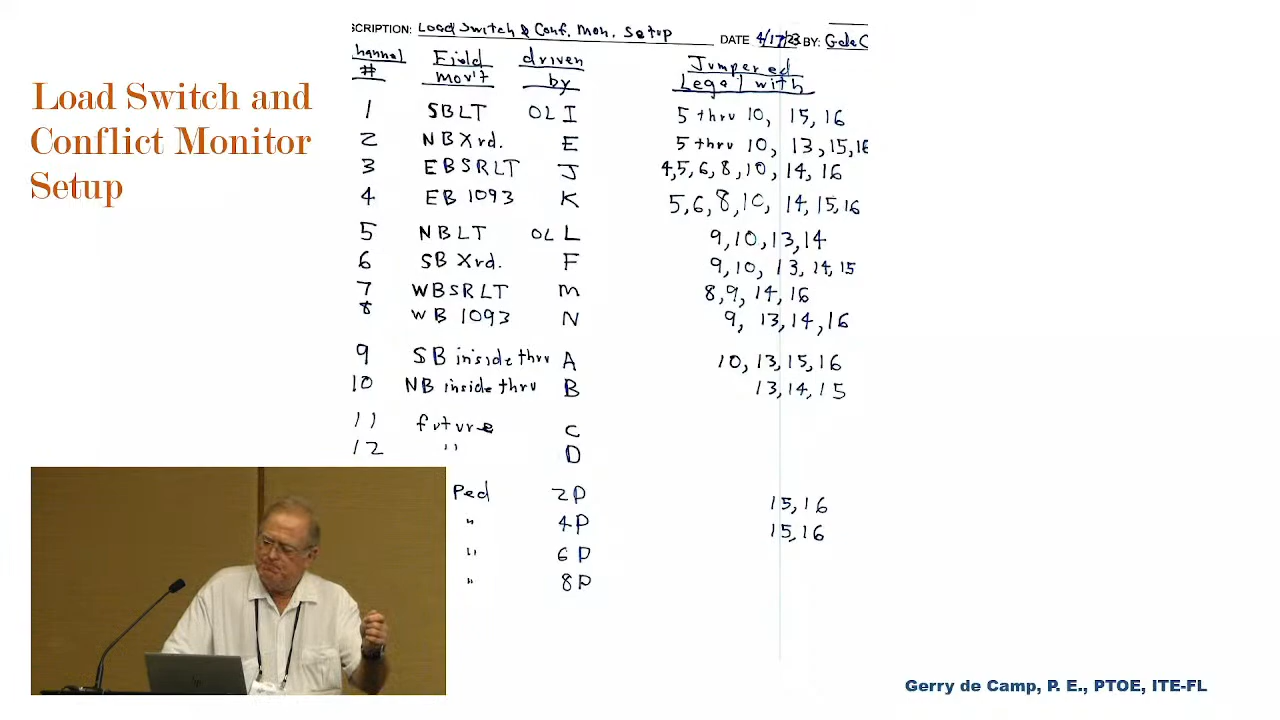 Load Switch and
Conflict Monitor
Setup
SCRIPTION: Load Switch & Conf. Mon. Setup DATE 4/17/23 BY: GdeC
hannel # Field mov't driven by Jumpered Legal with
1 SBLT OL I 5 thru 10, 15, 16
2 NB Xrd. E 5 thru 10, 13, 15, 16
3 EBSRLT J 4,5,6,8,10, 14, 16
4 EB 1093 K 5,6,8,10, 14, 15, 16
5 NBLT OL L 9,10,13,14
6 SB Xrd. F 9,10, 13, 14, 15
7 WBSRLT M 8,9, 14, 16
8 WB 1093 N 9, 13,14,16
9 SB inside thru A 10, 13, 15, 16
10 NB inside thru B 13,14, 15
11 future C
12 " D
Ped 2P 15, 16
" 4P 15, 16
" 6P
" 8P
hp
Gerry de Camp, P. E., PTOE, ITE-FL